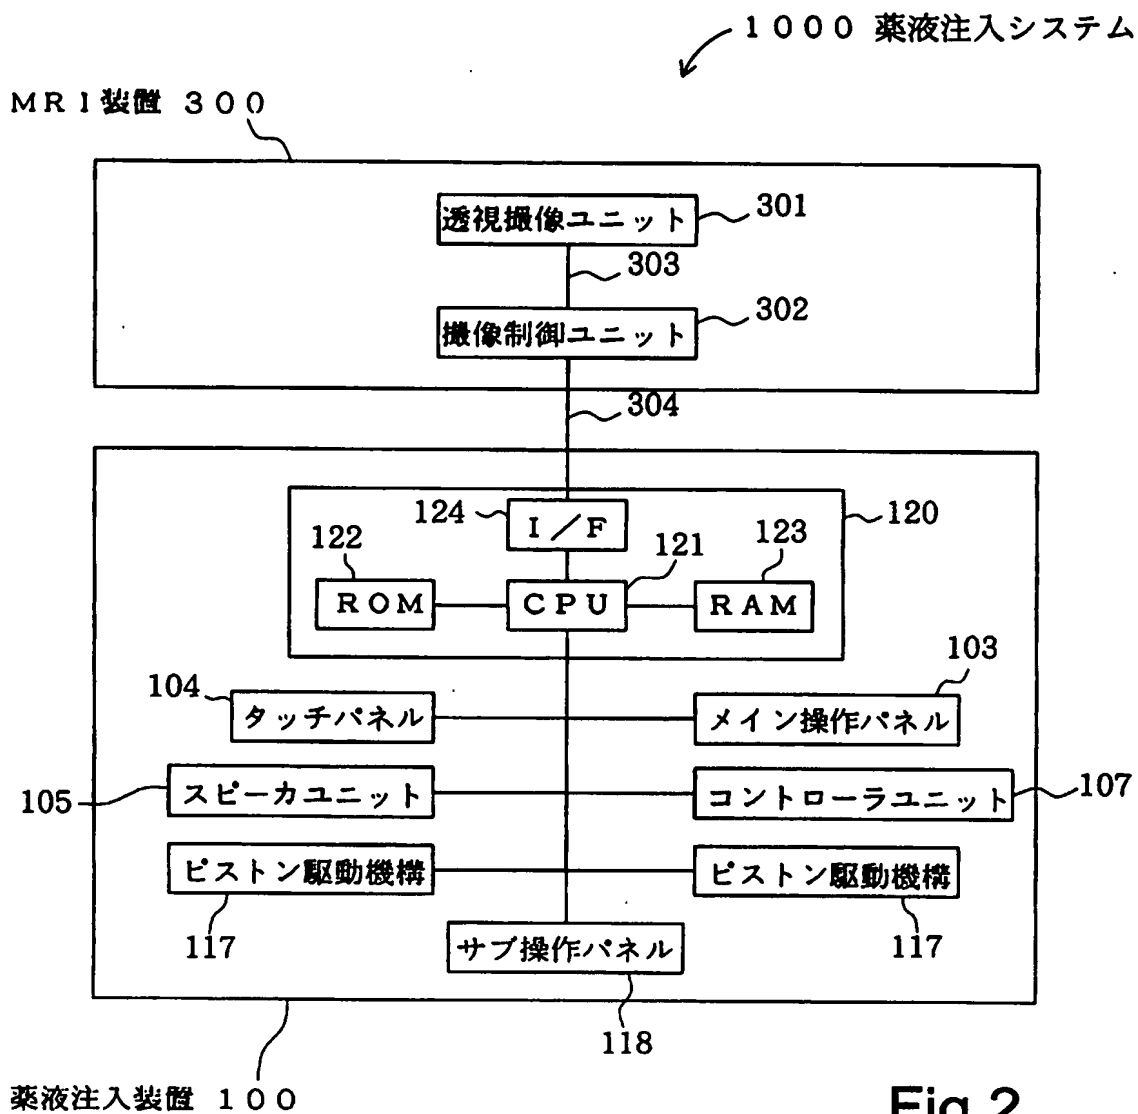 1000 薬液注入システム
MRI装置 300
透視撮像ユニット 301
303
撮像制御ユニット 302
304
124 I/F 120
122 121 123
ROM CPU RAM
104 タッチパネル メイン操作パネル 103
105 スピーカユニット コントローラユニット 107
ピストン駆動機構 ピストン駆動機構
117 サブ操作パネル 117
118
薬液注入装置 100
Fig.2